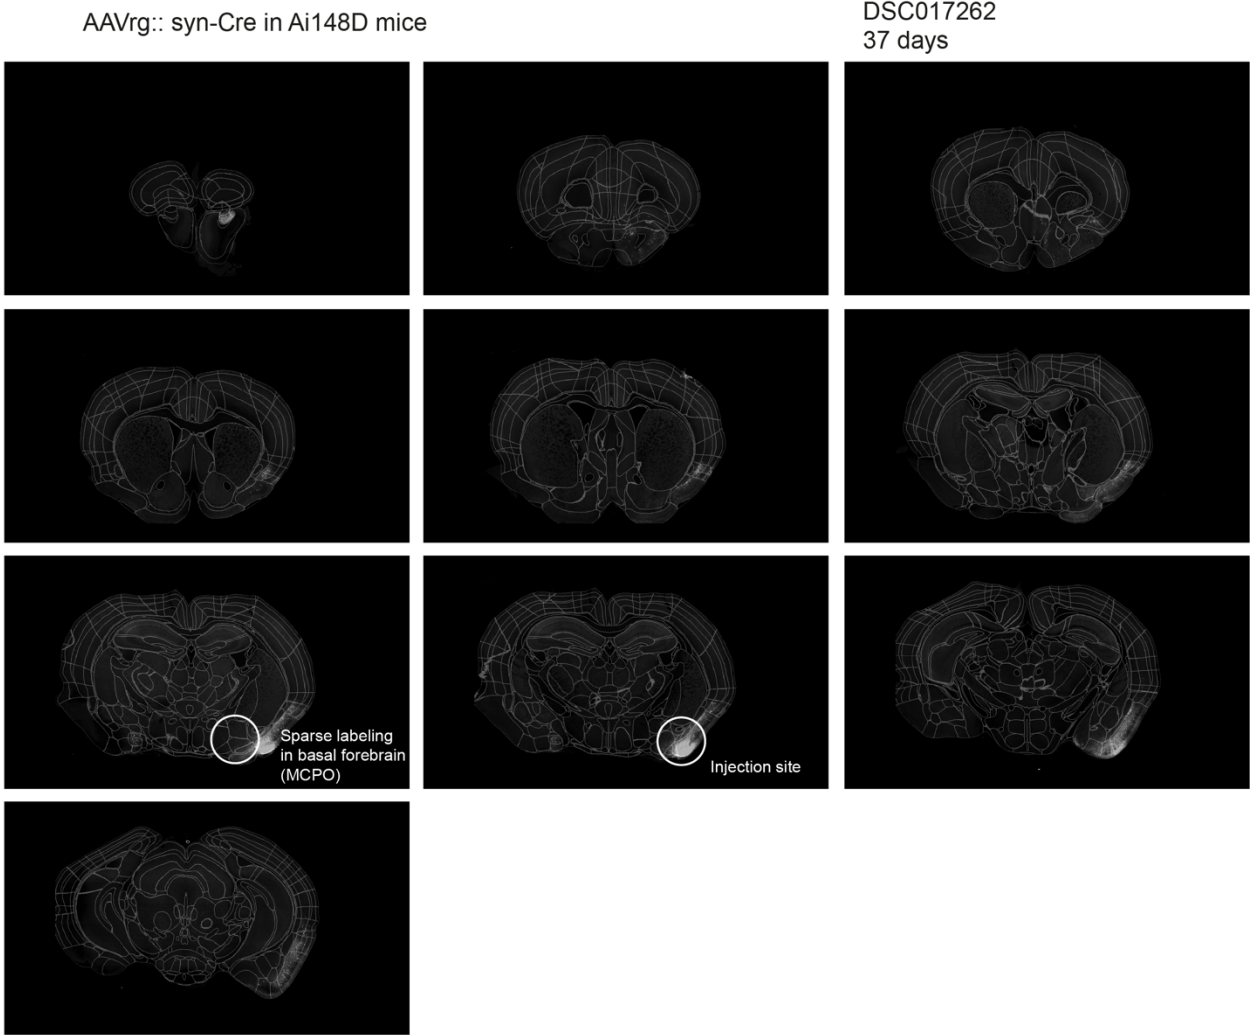 AAVrg:: syn-Cre in Ai148D mice
DSC017262
37 days
Sparse labeling
in basal forebrain
(MCPO)
Injection site